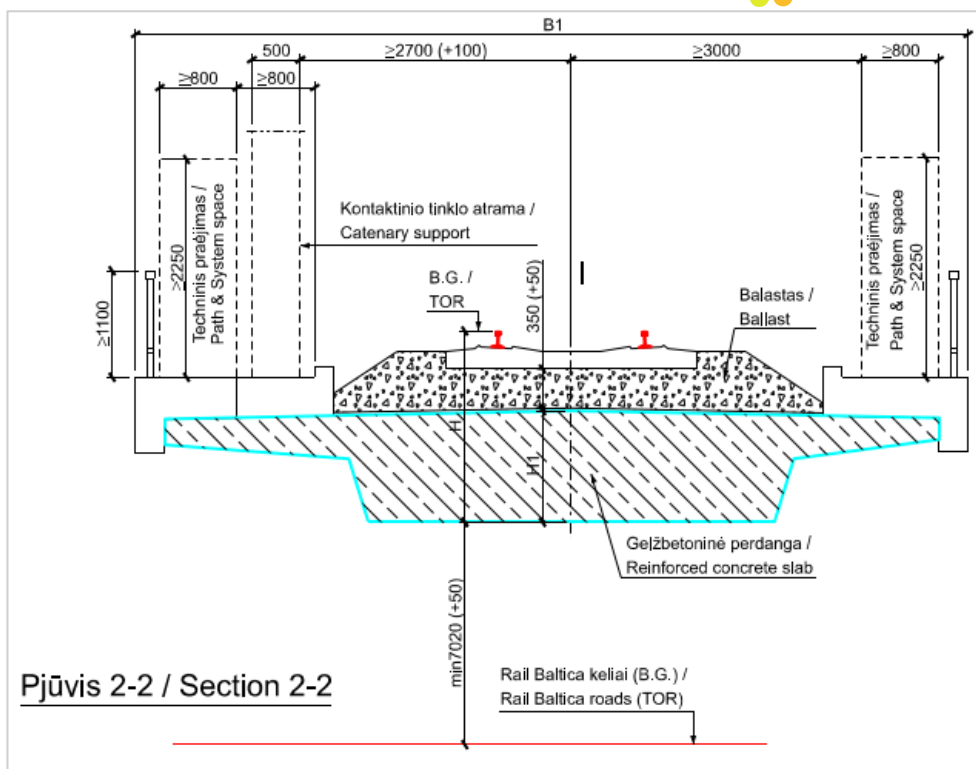 B1
500
≥2700 (+100)
≥3000
≥800
≥800
≥800
Kontaktinio tinklo atrama /
Catenary support
Techninis praėjimas /
Path & System space
≥2250
≥1100
B.G. /
TOR
350 (+50)
Balastas /
Ballast
Techninis praėjimas /
Path & System space
≥2250
H
H1
Gelžbetoninė perdanga /
Reinforced concrete slab
min7020 (+50)
Pjūvis 2-2 / Section 2-2
Rail Baltica keliai (B.G.) /
Rail Baltica roads (TOR)